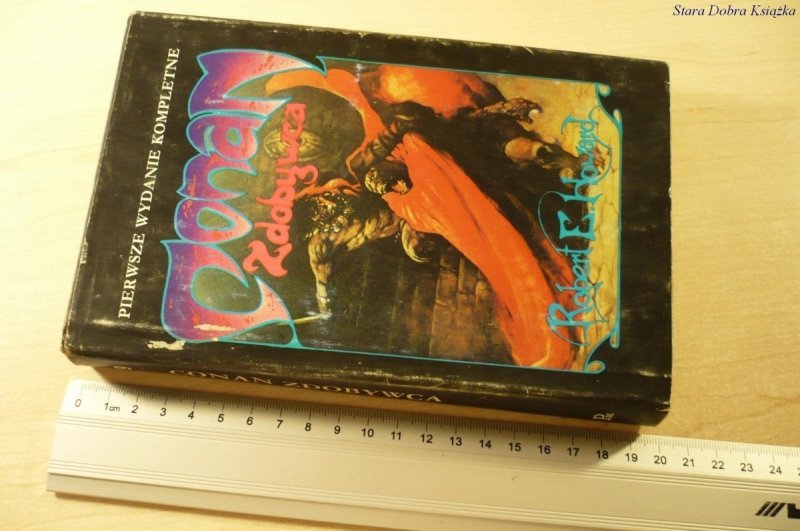 Stara Dobra Książka
PIERWSZE WYDANIE KOMPLETNE
Conan
Zdobywca
Robert E. Howard
CONAN ZDOBYWCA
0 1cm 2 3 4 5 6 7 8 9 10 11 12 13 14 15 16 17 18 19 20 21 22 23 24